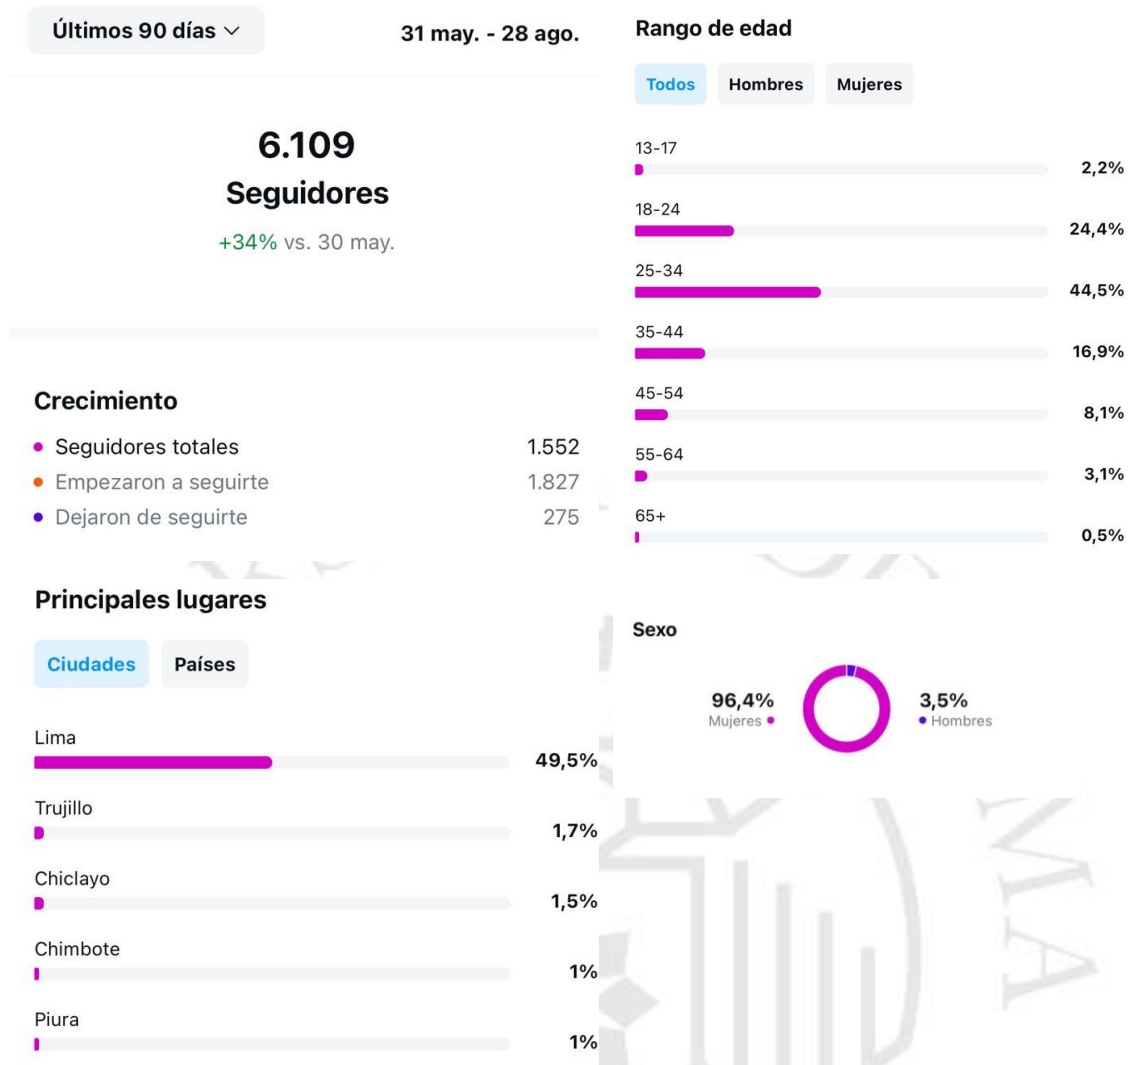 Últimos 90 días
31 may. - 28 ago.
6.109
Seguidores
+34% vs. 30 may.
Crecimiento
Seguidores totales 1.552
Empezaron a seguirte 1.827
Dejaron de seguirte 275
Rango de edad
Todos Hombres Mujeres
13-17
2,2%
18-24
24,4%
25-34
44,5%
35-44
16,9%
45-54
8,1%
55-64
3,1%
65+
0,5%
Principales lugares
Ciudades Países
Lima
49,5%
Trujillo
1,7%
Chiclayo
1,5%
Chimbote
1%
Piura
1%
Sexo
96,4%
Mujeres
3,5%
Hombres
MA